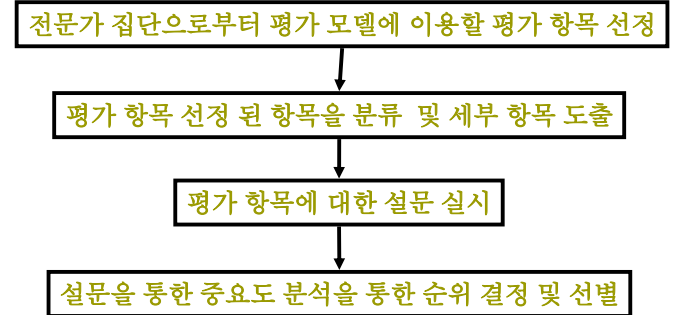 전문가 집단으로부터 평가 모델에 이용할 평가 항목 선정
평가 항목 선정 된 항목을 분류 및 세부 항목 도출
평가 항목에 대한 설문 실시
설문을 통한 중요도 분석을 통한 순위 결정 및 선별